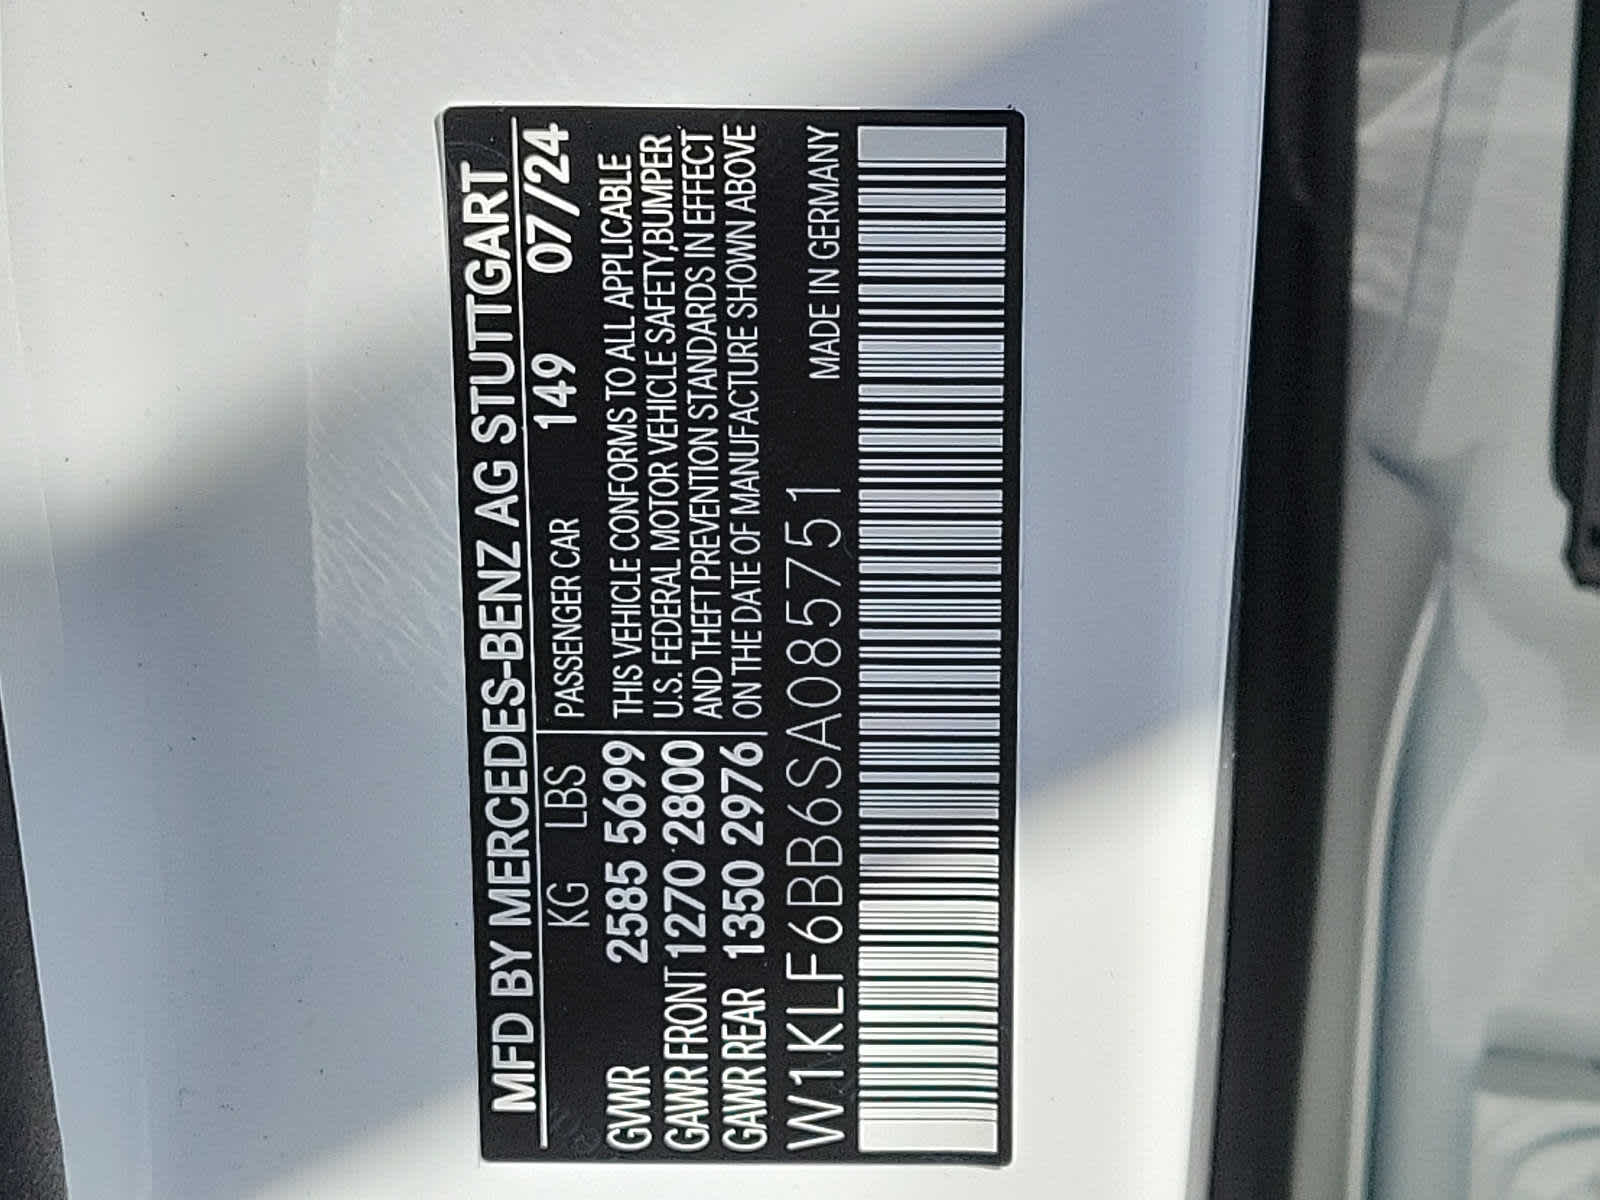 MFD BY MERCEDES-BENZ AG STUTTGART
KG LBS PASSENGER CAR 149 07/24
GVWR 2585 5699 THIS VEHICLE CONFORMS TO ALL APPLICABLE
GAWR FRONT 1270 2800 U.S. FEDERAL MOTOR VEHICLE SAFETY,BUMPER
AND THEFT PREVENTION STANDARDS IN EFFECT
GAWR REAR 1350 2976 ON THE DATE OF MANUFACTURE SHOWN ABOVE
W1KLF6BB6SA085751 MADE IN GERMANY